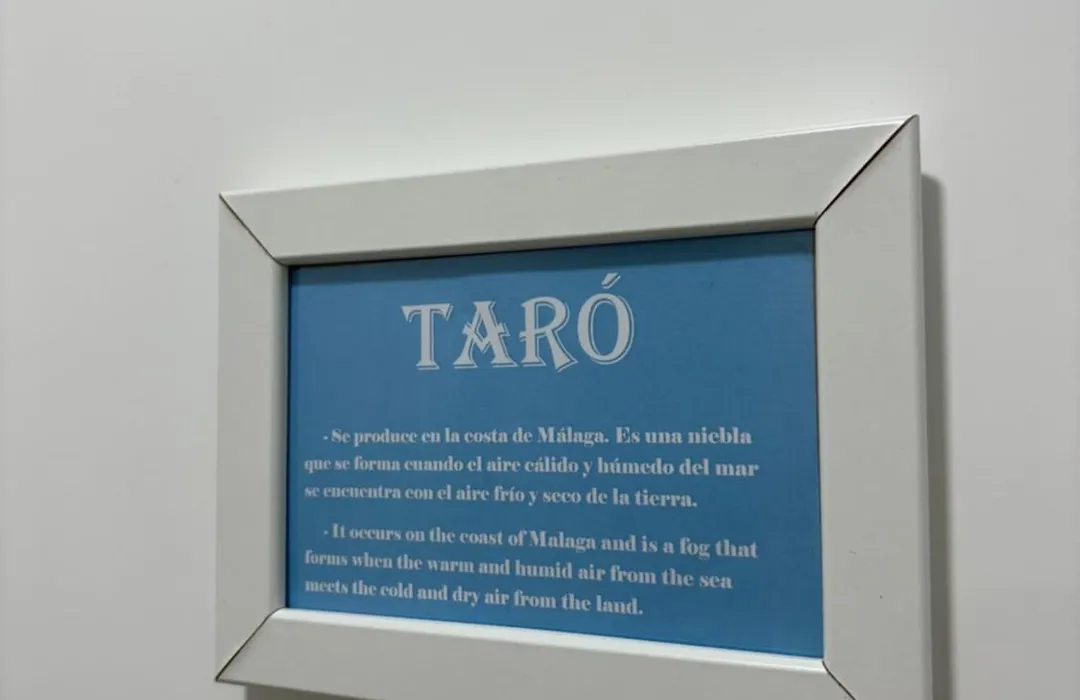 TARÓ
- Se produce en la costa de Málaga. Es una niebla
que se forma cuando el aire cálido y húmedo del mar
se encuentra con el aire frío y seco de la tierra.
- It occurs on the coast of Malaga and is a fog that
forms when the warm and humid air from the sea
meets the cold and dry air from the land.